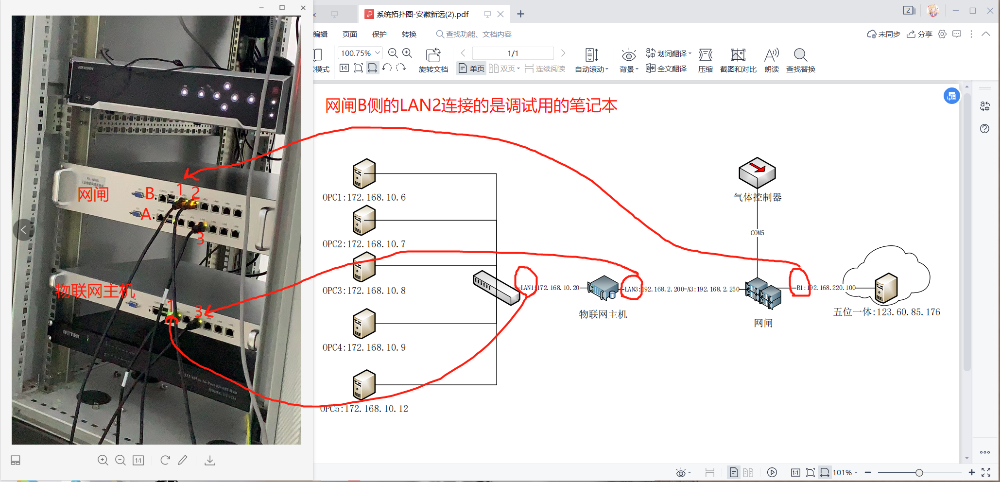 系统拓扑图-安徽新远(2).pdf
2
编辑 页面 保护 转换 查找功能、文档内容
未同步 分享
100.75% 1/1
模式 旋转文档 单页 双页 连续阅读 自动滚动 背景 划词翻译 全文翻译 压缩 截图和对比 朗读 查找替换
网闸B侧的LAN2连接的是调试用的笔记本
HIKVISION
网闸
B.
1
2
A.
3
物联网主机
1
3
UOTEK
OPC1:172.168.10.6
OPC2:172.168.10.7
OPC3:172.168.10.8
OPC4:172.168.10.9
OPC5:172.168.10.12
LAN1:172.168.10.20
物联网主机
LAN3:192.168.2.200-A3:192.168.2.250
气体控制器
COM5
网闸
B1:192.168.220.100
五位一体:123.60.85.176
1:1
1:1 101%